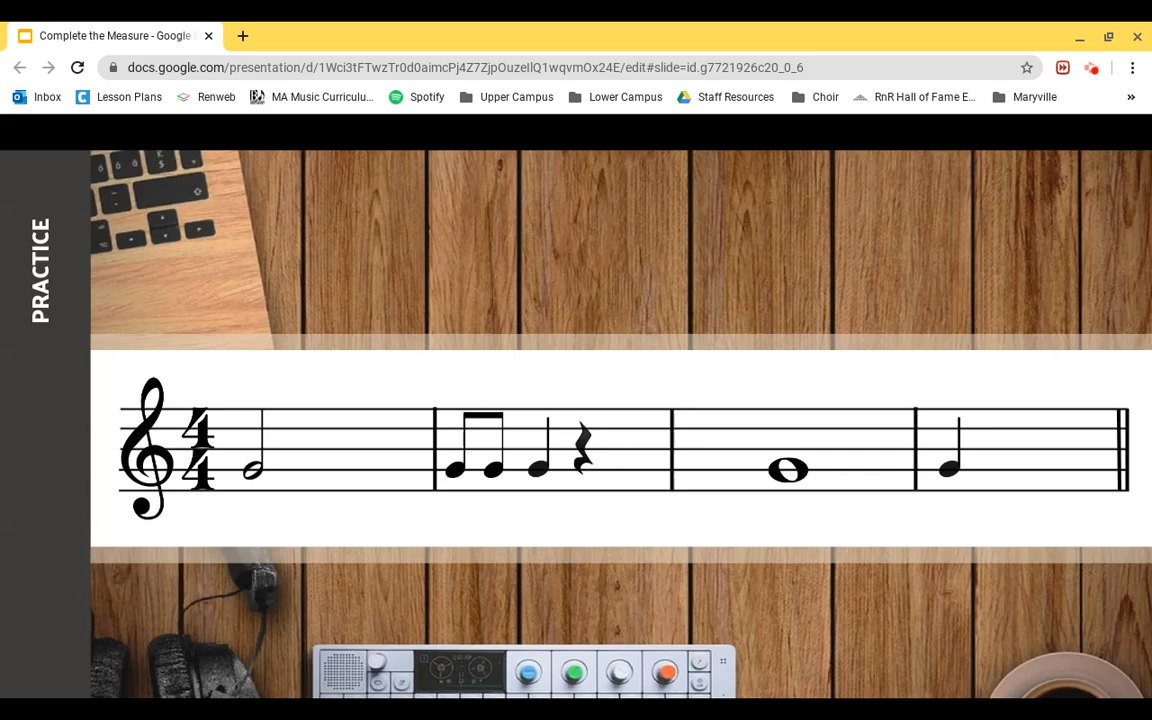 Complete the Measure - Google S
docs.google.com/presentation/d/1Wci3tFTwzTr0d0aimcPj4Z7ZjpOuzeIlQ1wqvmOx24E/edit#slide=id.g7721926c20_0_6
Inbox Lesson Plans Renweb MA Music Curriculu... Spotify Upper Campus Lower Campus Staff Resources Choir RnR Hall of Fame E... Maryville »
PRACTICE
4
4